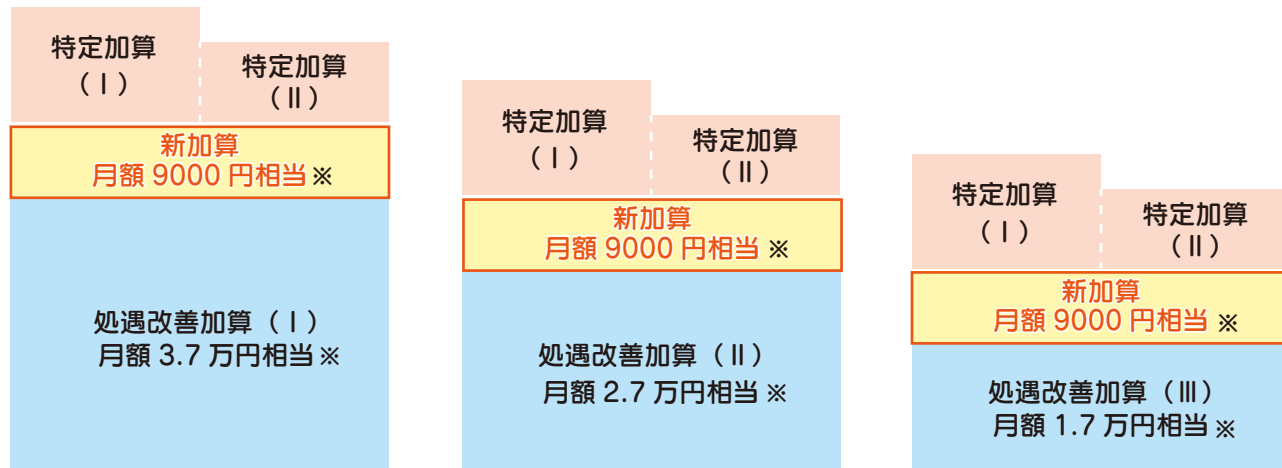 特定加算
（Ⅰ）
特定加算
（Ⅱ）
新加算
月額 9000 円相当※
処遇改善加算（Ⅰ）
月額 3.7 万円相当※
特定加算
（Ⅰ）
特定加算
（Ⅱ）
新加算
月額 9000 円相当※
処遇改善加算（Ⅱ）
月額 2.7 万円相当※
特定加算
（Ⅰ）
特定加算
（Ⅱ）
新加算
月額 9000 円相当※
処遇改善加算（Ⅲ）
月額 1.7 万円相当※